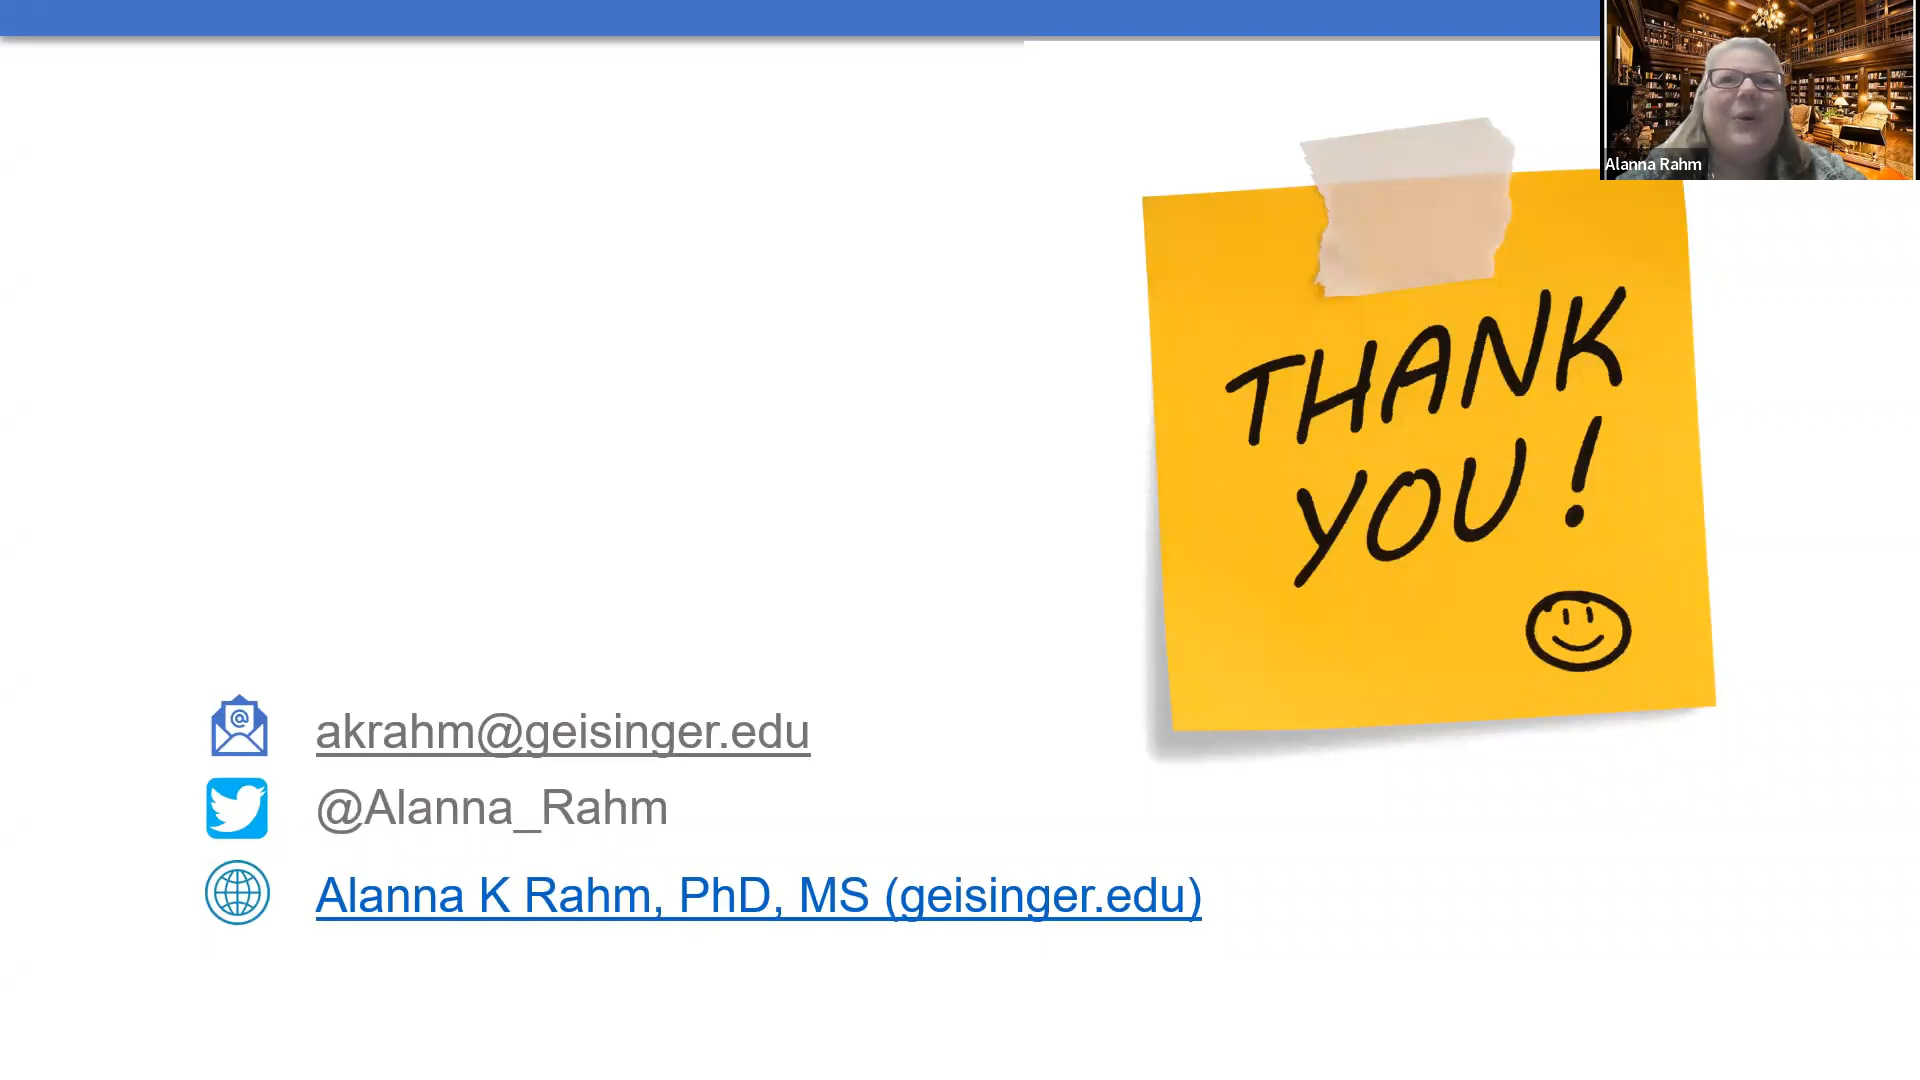 Alanna Rahm
THANK
YOU!
akrahm@geisinger.edu
@Alanna_Rahm
Alanna K Rahm, PhD, MS (geisinger.edu)